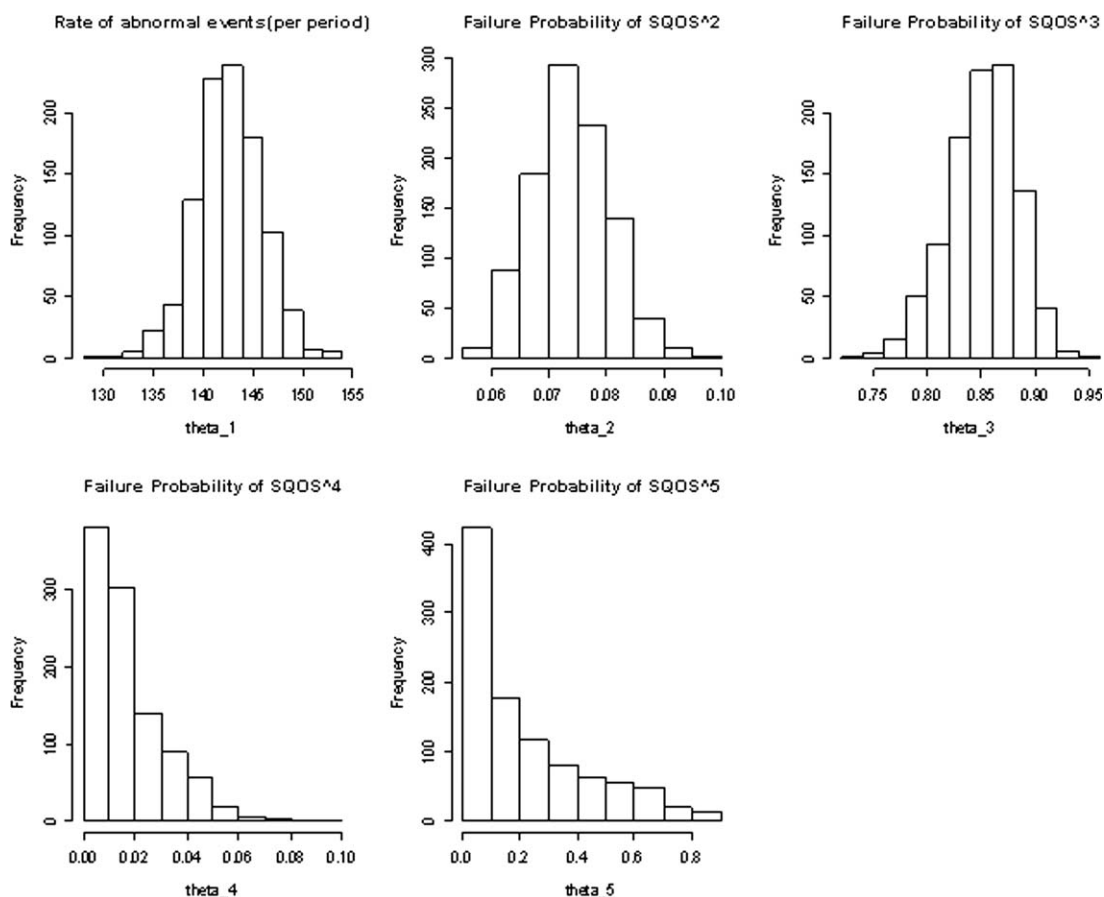 Rate of abnormal events(per period)
Frequency
0 50 100 150 200
130 135 140 145 150 155
theta_1
Failure Probability of SQOS^2
Frequency
0 50 100 150 200 250 300
0.06 0.07 0.08 0.09 0.10
theta_2
Failure Probability of SQOS^3
Frequency
0 50 100 150 200
0.75 0.80 0.85 0.90 0.95
theta_3
Failure Probability of SQOS^4
Frequency
0 100 200 300
0.00 0.02 0.04 0.06 0.08 0.10
theta_4
Failure Probability of SQOS^5
Frequency
0 100 200 300 400
0.0 0.2 0.4 0.6 0.8
theta_5